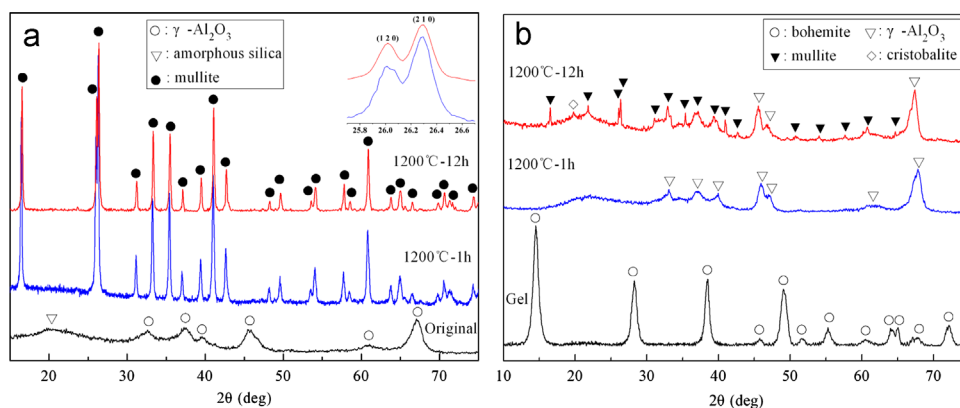 a
○: γ -Al₂O₃
▽: amorphous silica
●: mullite
(1 2 0)
(2 1 0)
25.8 26.0 26.2 26.4 26.6
1200℃-12h
1200℃-1h
Original
20 30 40 50 60 70
2θ (deg)
b
○: bohemite ▽: γ -Al₂O₃
▼: mullite ◇: cristobalite
1200℃-12h
1200℃-1h
Gel
10 20 30 40 50 60 70
2θ (deg)